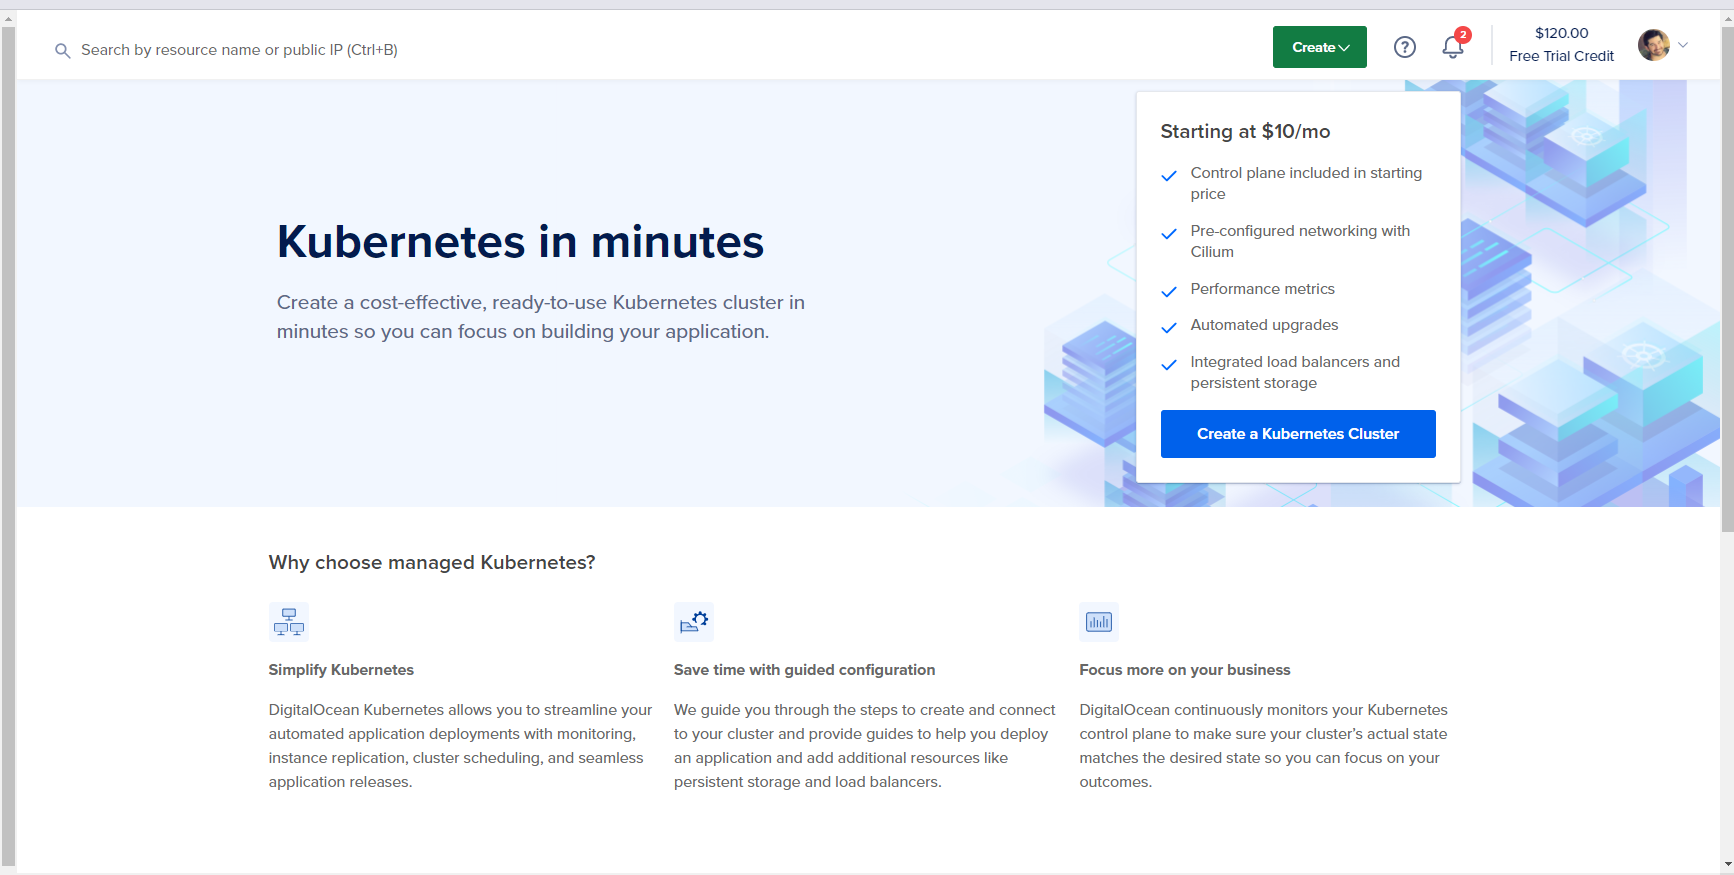 Search by resource name or public IP (Ctrl+B)
Create
2
$120.00
Free Trial Credit
Kubernetes in minutes
Create a cost-effective, ready-to-use Kubernetes cluster in
minutes so you can focus on building your application.
Starting at $10/mo
Control plane included in starting
price
Pre-configured networking with
Cilium
Performance metrics
Automated upgrades
Integrated load balancers and
persistent storage
Create a Kubernetes Cluster
Why choose managed Kubernetes?
Simplify Kubernetes
DigitalOcean Kubernetes allows you to streamline your
automated application deployments with monitoring,
instance replication, cluster scheduling, and seamless
application releases.
Save time with guided configuration
We guide you through the steps to create and connect
to your cluster and provide guides to help you deploy
an application and add additional resources like
persistent storage and load balancers.
Focus more on your business
DigitalOcean continuously monitors your Kubernetes
control plane to make sure your cluster's actual state
matches the desired state so you can focus on your
outcomes.